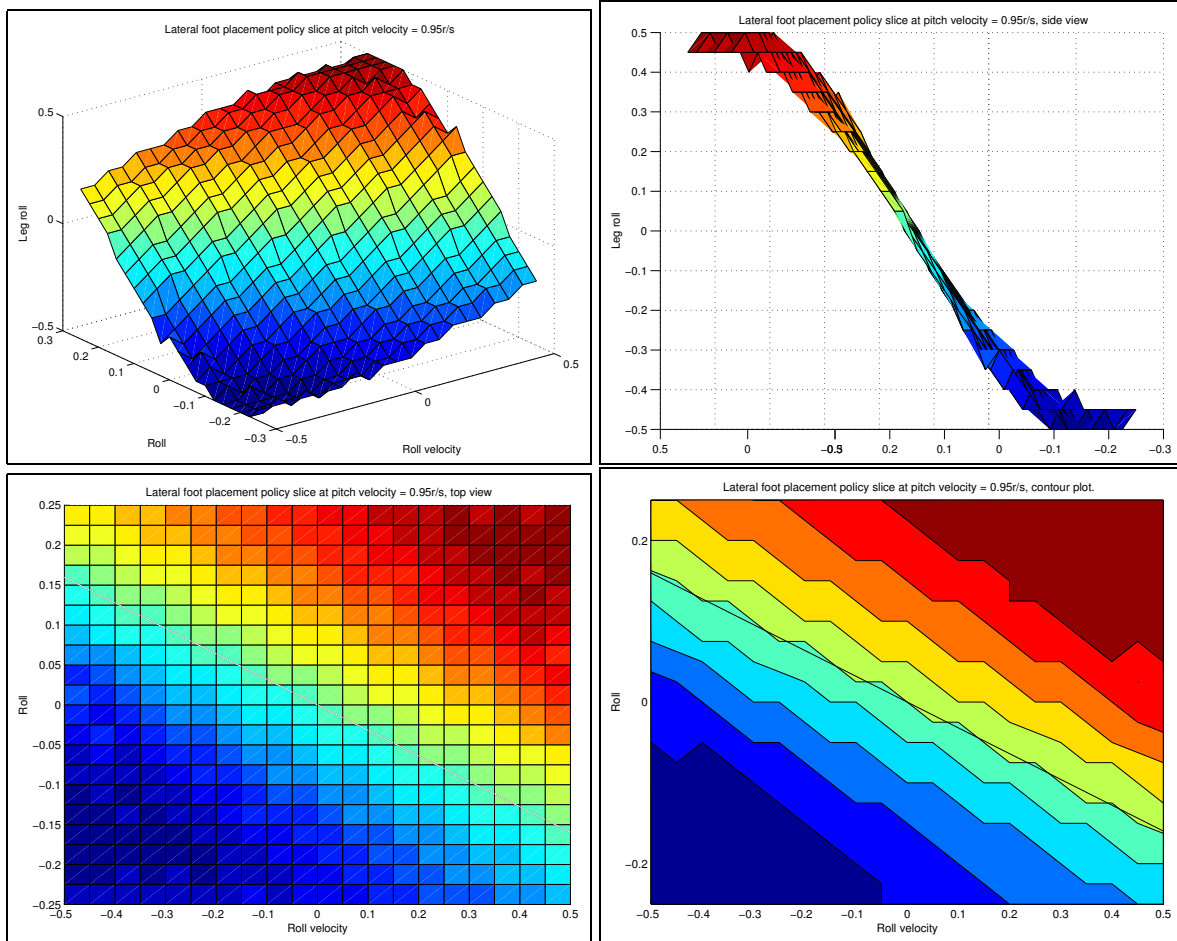 Lateral foot placement policy slice at pitch velocity = 0.95r/s
0.5
0
−0.5
Leg roll
0.3
0.2
0.1
0
−0.1
−0.2
−0.3
Roll
−0.5
0
0.5
Roll velocity
Lateral foot placement policy slice at pitch velocity = 0.95r/s, side view
0.5
0.4
0.3
0.2
0.1
0
−0.1
−0.2
−0.3
−0.4
−0.5
Leg roll
0.5 0 0.2 0.1 0 −0.1 −0.2 −0.3
Lateral foot placement policy slice at pitch velocity = 0.95r/s, top view
0.25
0.2
0.15
0.1
0.05
0
−0.05
−0.1
−0.15
−0.2
−0.25
Roll
−0.5 −0.4 −0.3 −0.2 −0.1 0 0.1 0.2 0.3 0.4 0.5
Roll velocity
Lateral foot placement policy slice at pitch velocity = 0.95r/s, contour plot.
0.2
0
−0.2
Roll
−0.5 −0.4 −0.3 −0.2 −0.1 0 0.1 0.2 0.3 0.4 0.5
Roll velocity